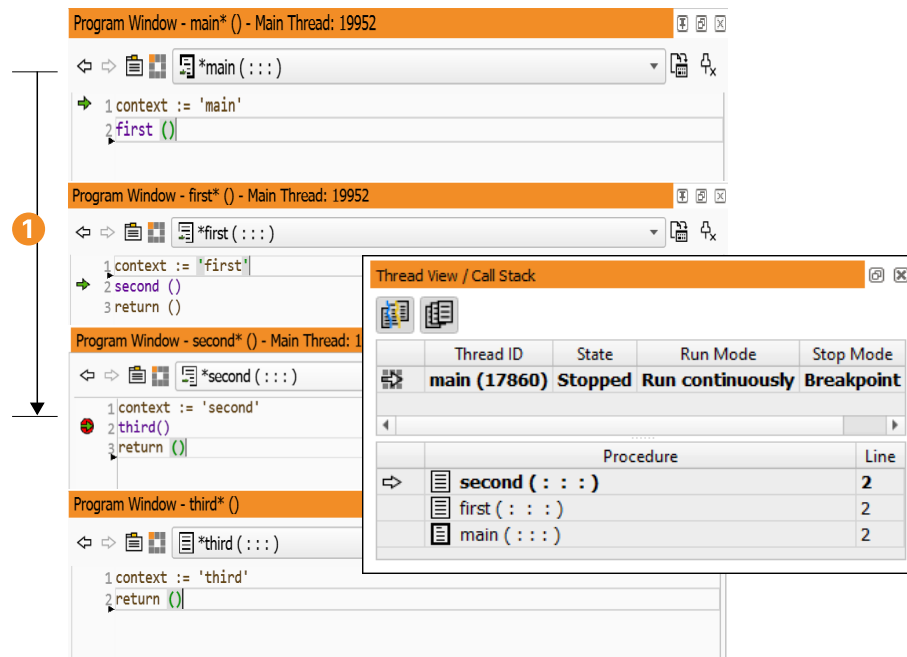 Program Window - main* () - Main Thread: 19952
*main ( : : : )
1 context := 'main'
2 first ()
1
Program Window - first* () - Main Thread: 19952
*first ( : : : )
1 context := 'first'
2 second ()
3 return ()
Program Window - second* () - Main Thread: 1
*second ( : : : )
1 context := 'second'
2 third()
3 return ()
Program Window - third* ()
*third ( : : : )
1 context := 'third'
2 return ()
Thread View / Call Stack
Thread ID State Run Mode Stop Mode
main (17860) Stopped Run continuously Breakpoint
Procedure Line
second ( : : : ) 2
first ( : : : ) 2
main ( : : : ) 2